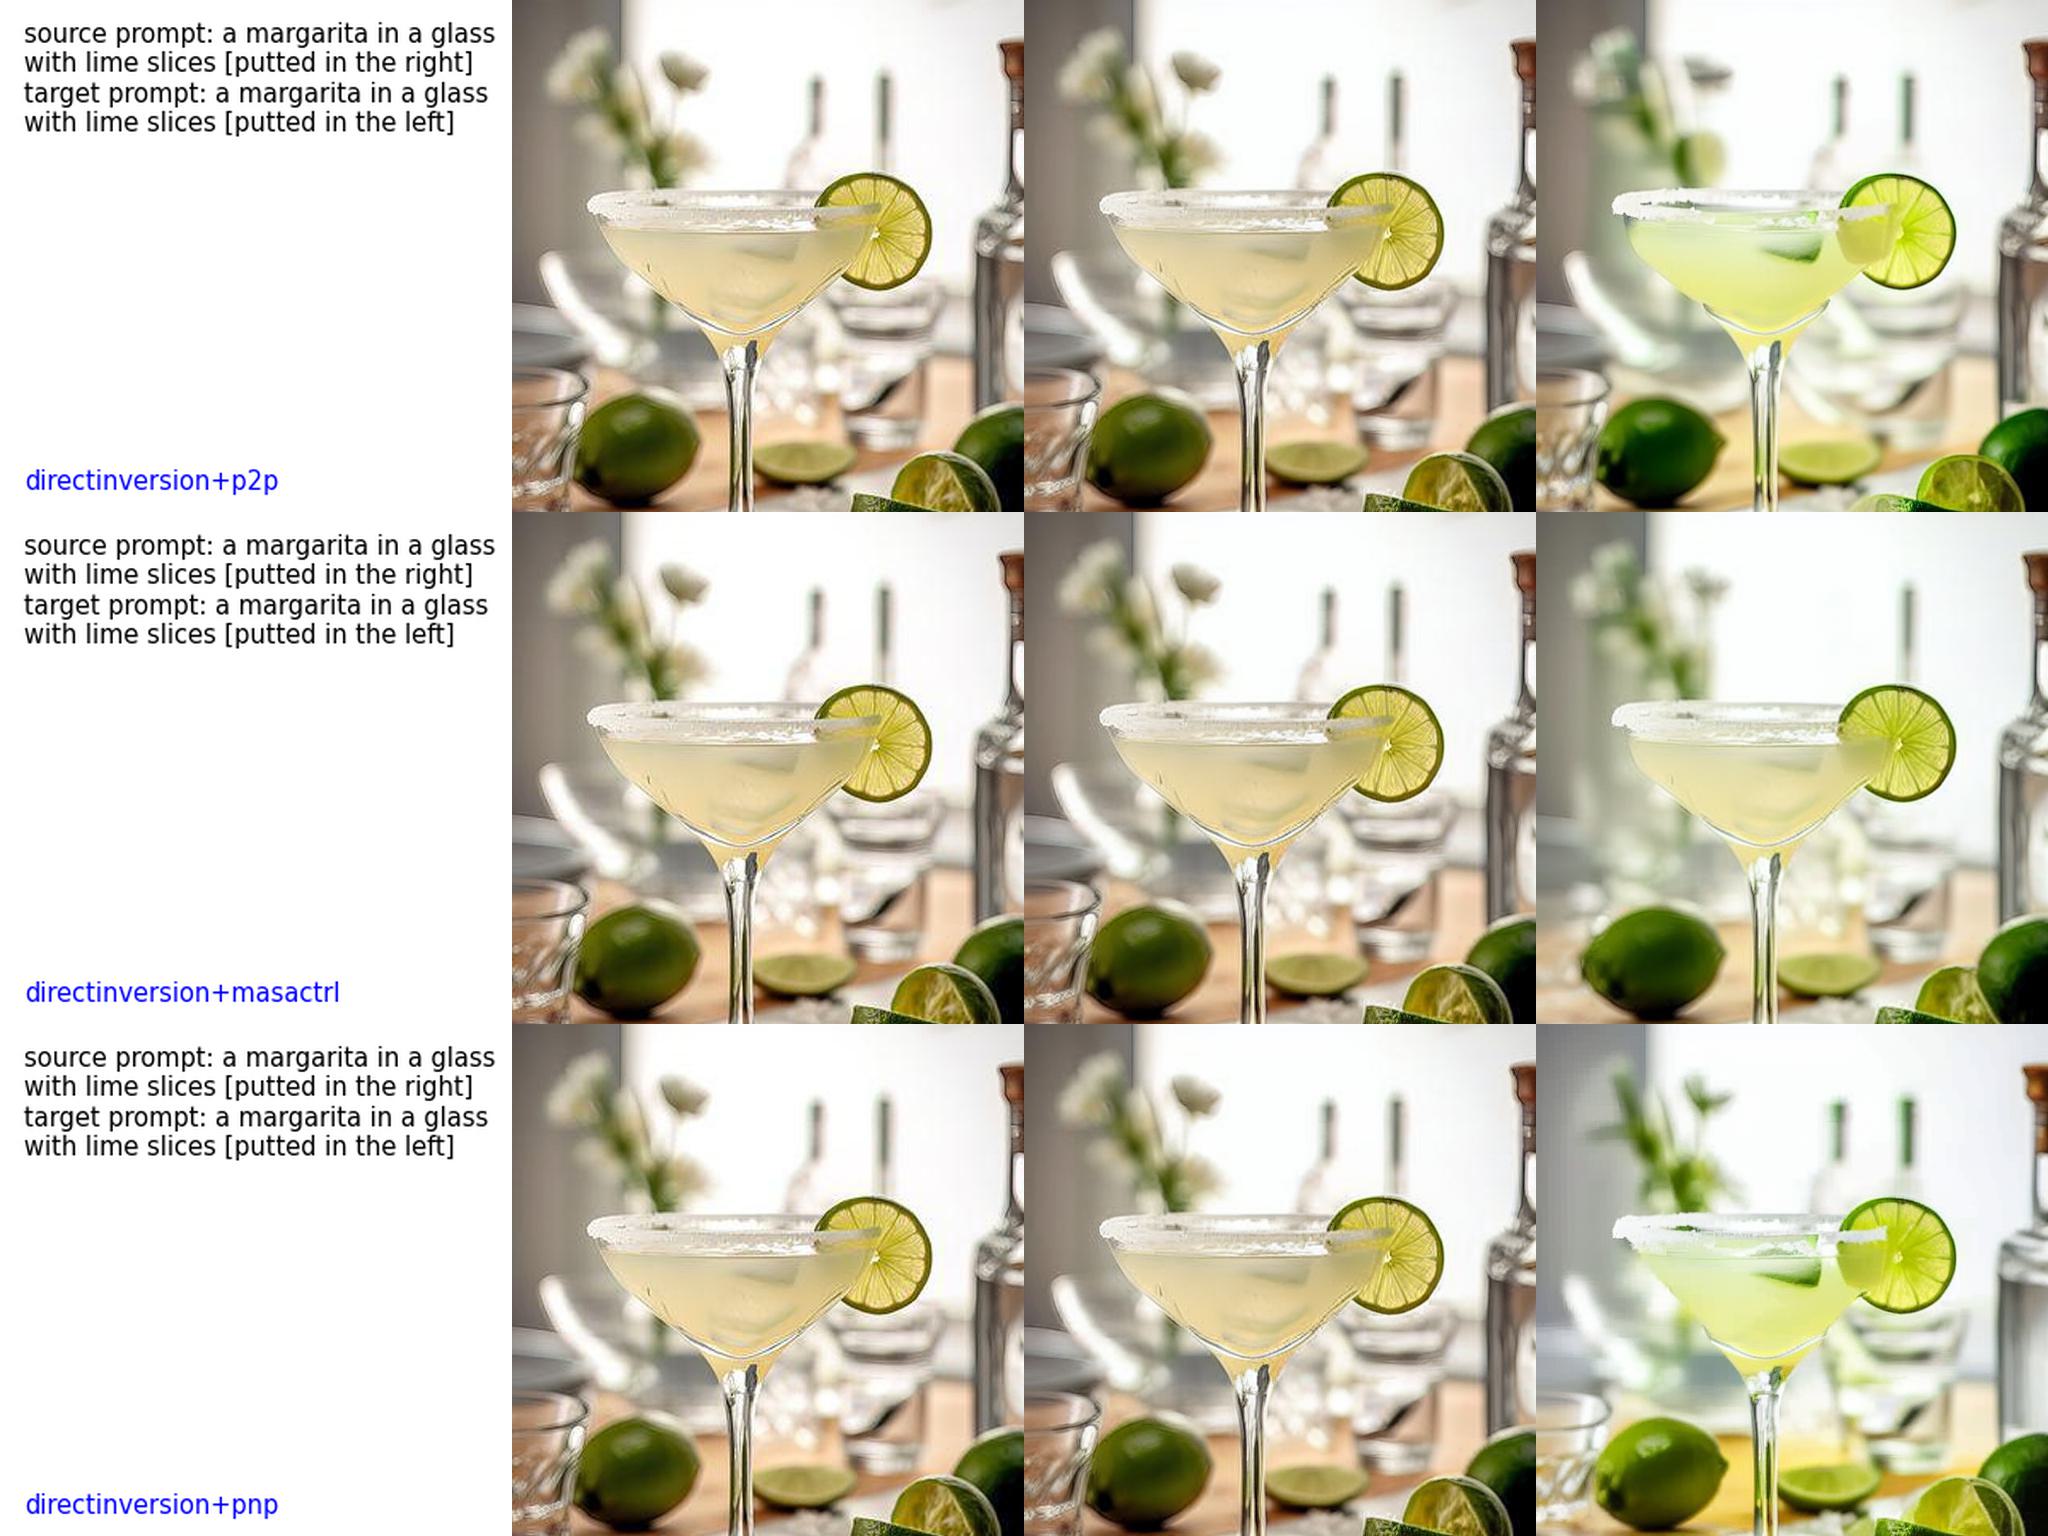 source prompt: a margarita in a glass
with lime slices [putted in the right]
target prompt: a margarita in a glass
with lime slices [putted in the left]
directinversion+p2p
source prompt: a margarita in a glass
with lime slices [putted in the right]
target prompt: a margarita in a glass
with lime slices [putted in the left]
directinversion+masactrl
source prompt: a margarita in a glass
with lime slices [putted in the right]
target prompt: a margarita in a glass
with lime slices [putted in the left]
directinversion+pnp